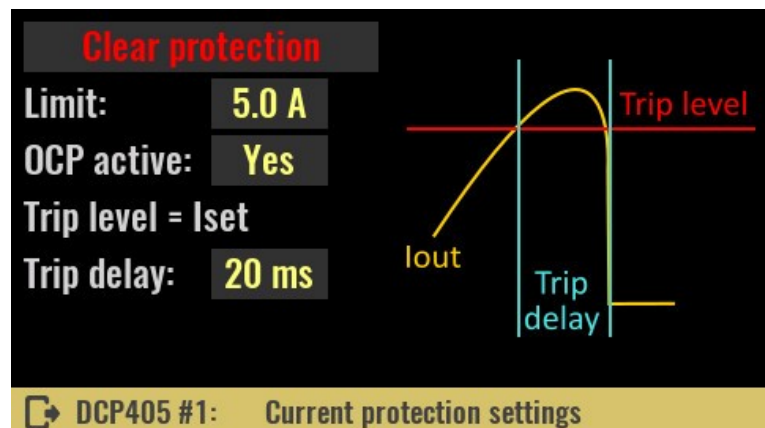 Clear protection
Limit: 5.0 A
OCP active: Yes
Trip level = Iset
Trip delay: 20 ms
Trip level
Iout
Trip
delay
DCP405 #1: Current protection settings